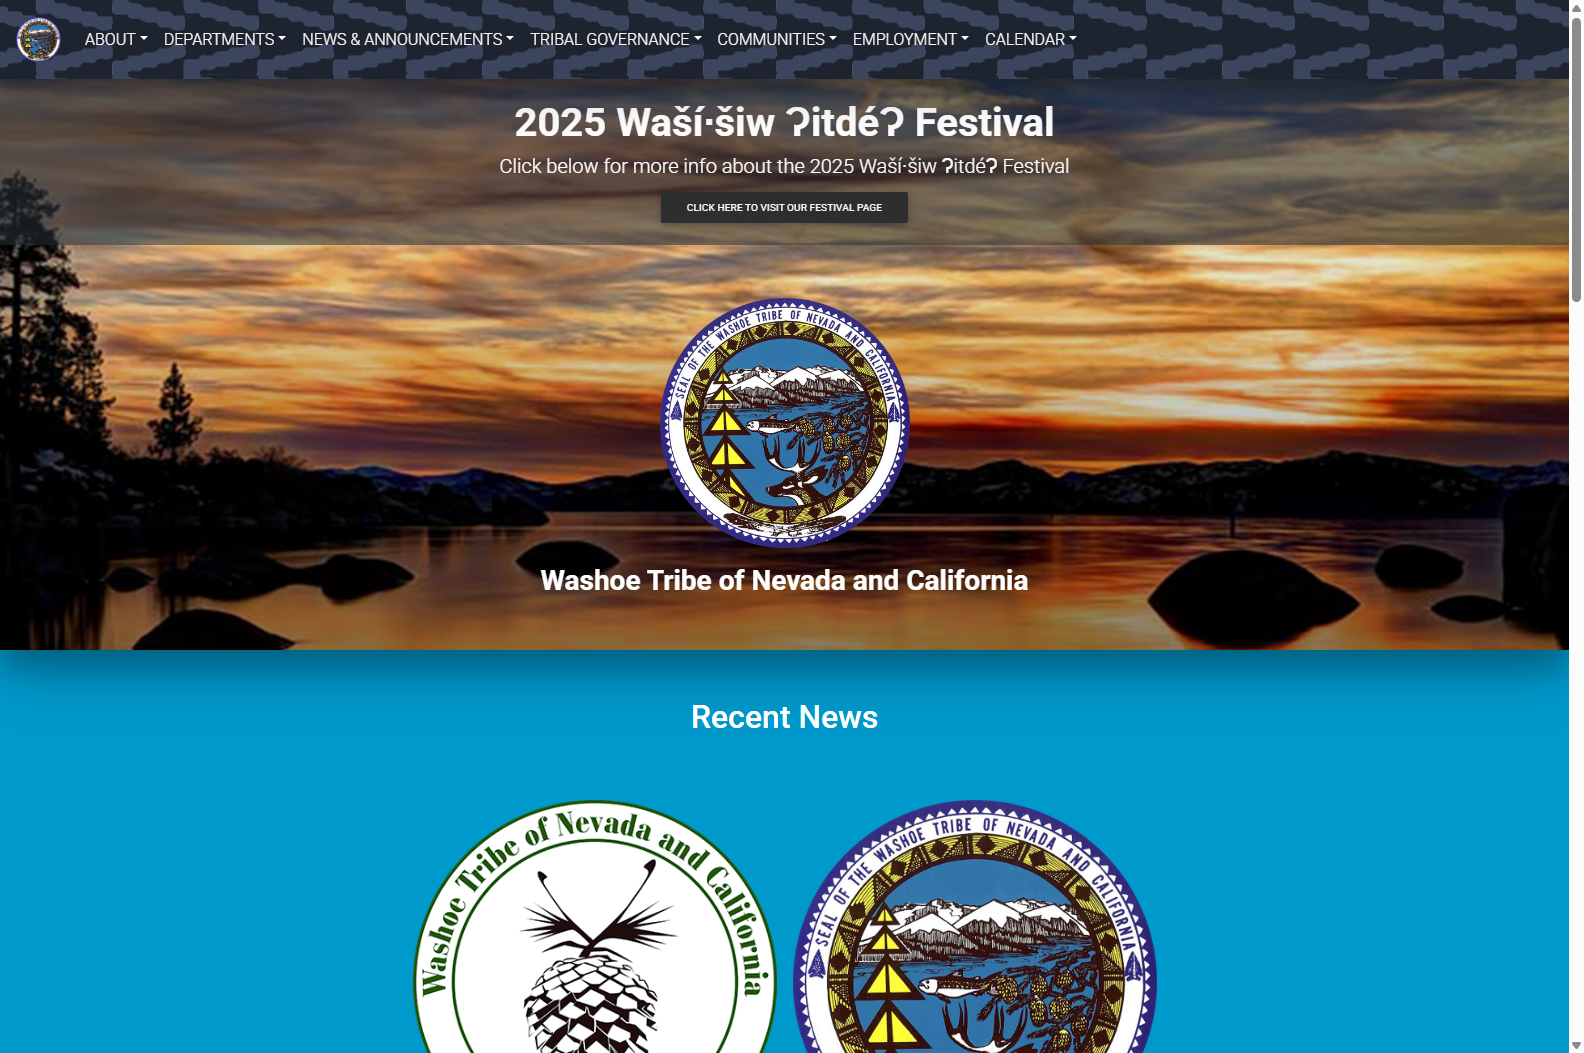 ABOUT DEPARTMENTS NEWS & ANNOUNCEMENTS TRIBAL GOVERNANCE COMMUNITIES EMPLOYMENT CALENDAR
2025 Waší·šiw Ɂitdéɂ Festival
Click below for more info about the 2025 Waší·šiw Ɂitdéɂ Festival
CLICK HERE TO VISIT OUR FESTIVAL PAGE
SEAL OF THE WASHOE TRIBE OF NEVADA AND CALIFORNIA
Washoe Tribe of Nevada and California
Recent News
Washoe Tribe of Nevada and California
SEAL OF THE WASHOE TRIBE OF NEVADA AND CALIFORNIA